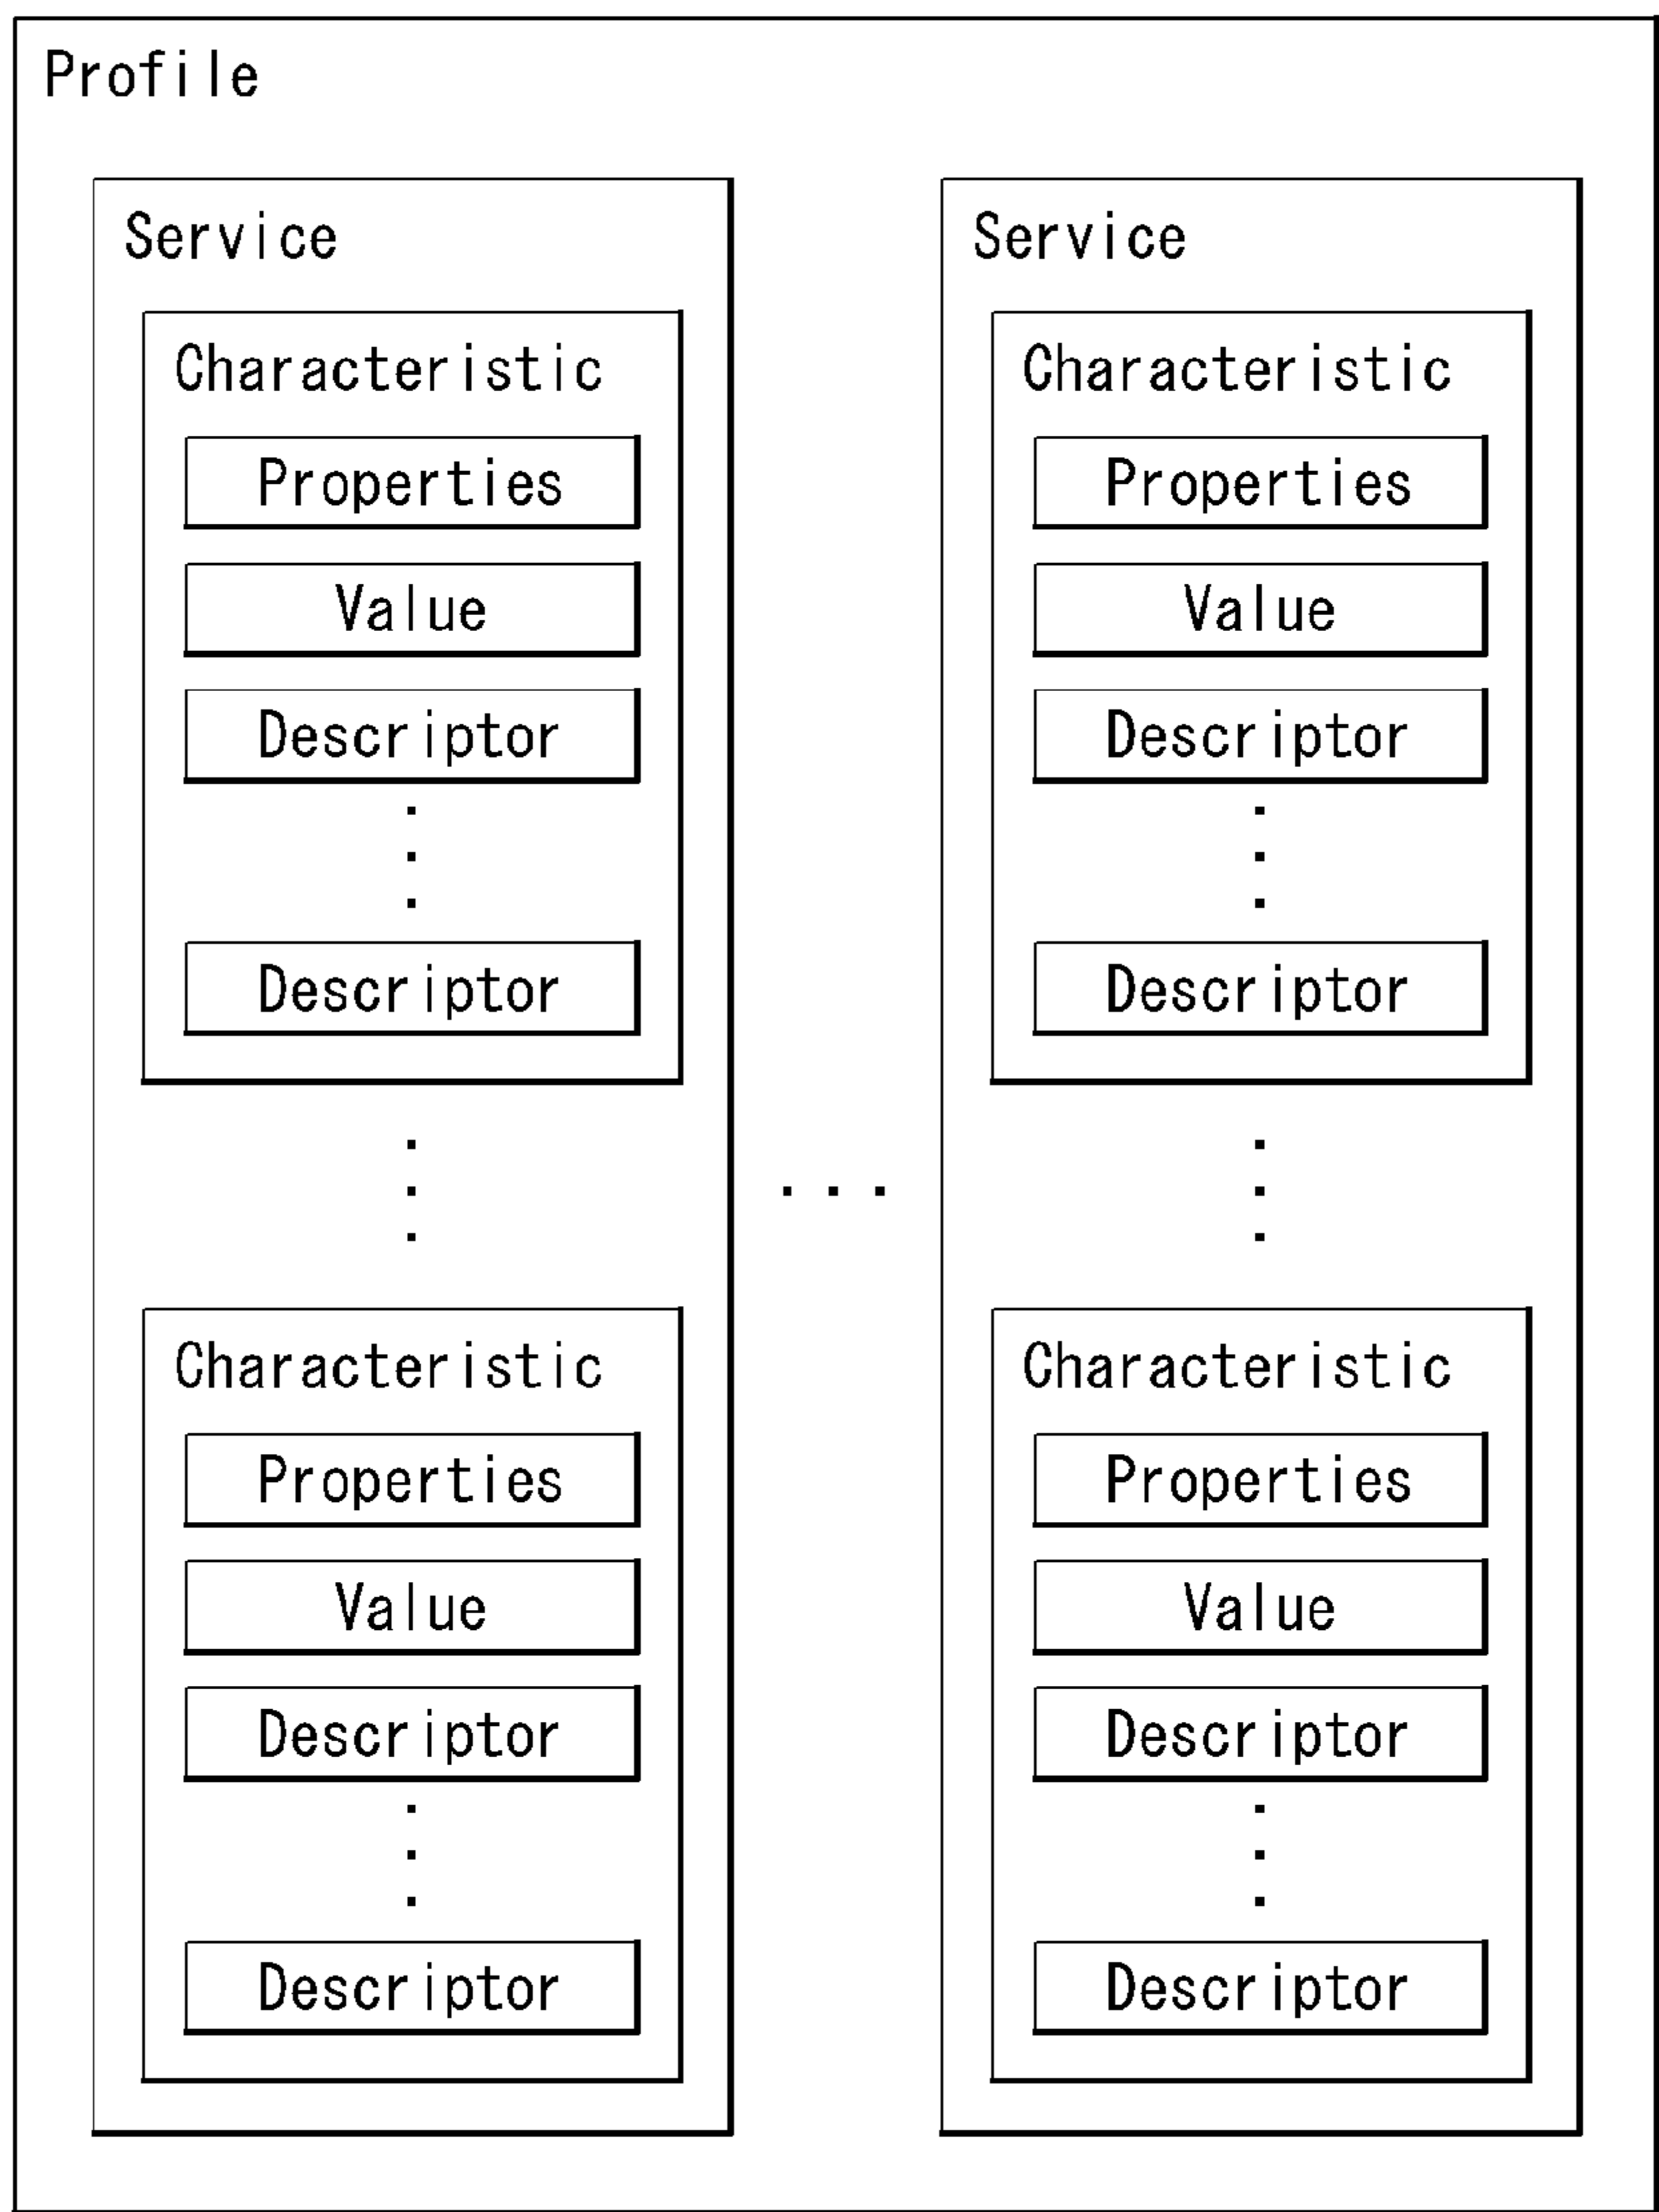 Profile
Service
Characteristic
Properties
Value
Descriptor
.
.
.
Descriptor
.
.
.
Characteristic
Properties
Value
Descriptor
.
.
.
Descriptor
. . .
Service
Characteristic
Properties
Value
Descriptor
.
.
.
Descriptor
.
.
.
Characteristic
Properties
Value
Descriptor
.
.
.
Descriptor